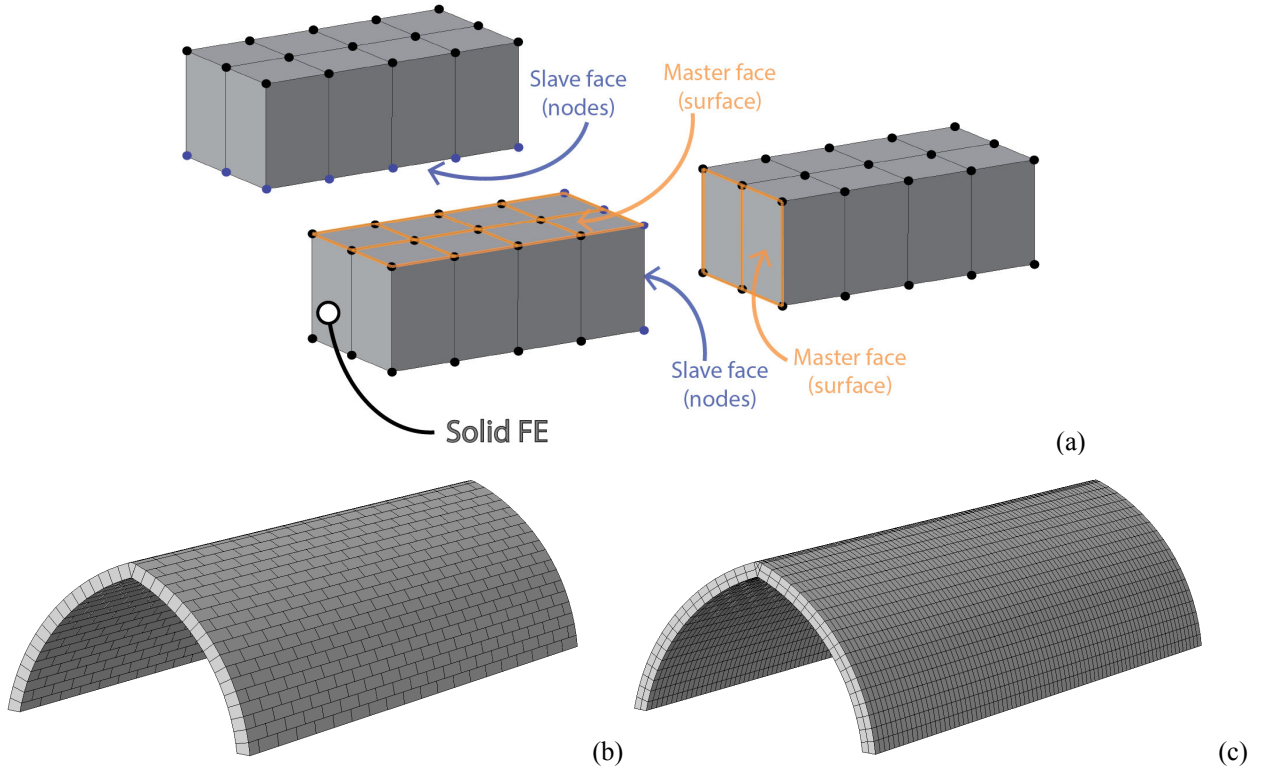 Slave face
(nodes)
Master face
(surface)
Slave face
(nodes)
Master face
(surface)
Solid FE
(a)
(b)
(c)